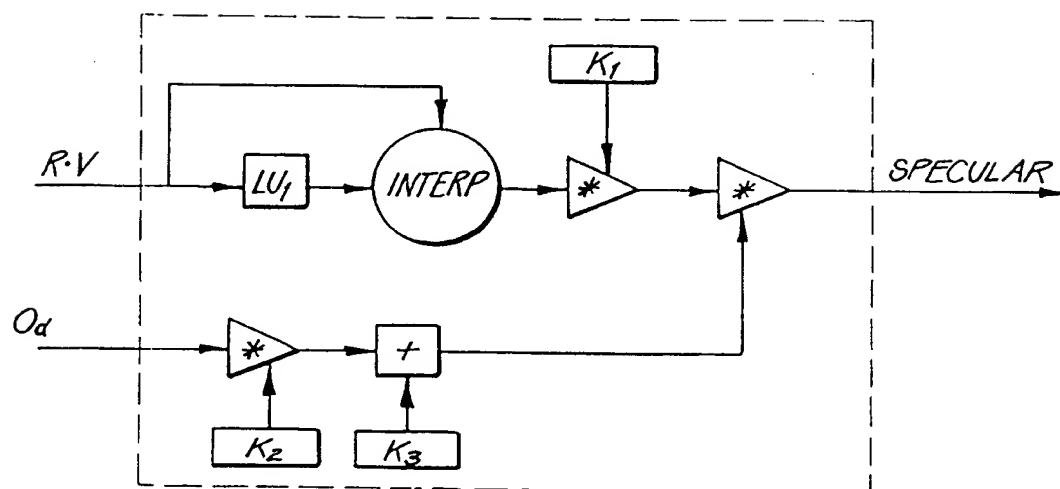 K1
R·V
LU1
INTERP
*
*
SPECULAR
Od
*
+
K2
K3